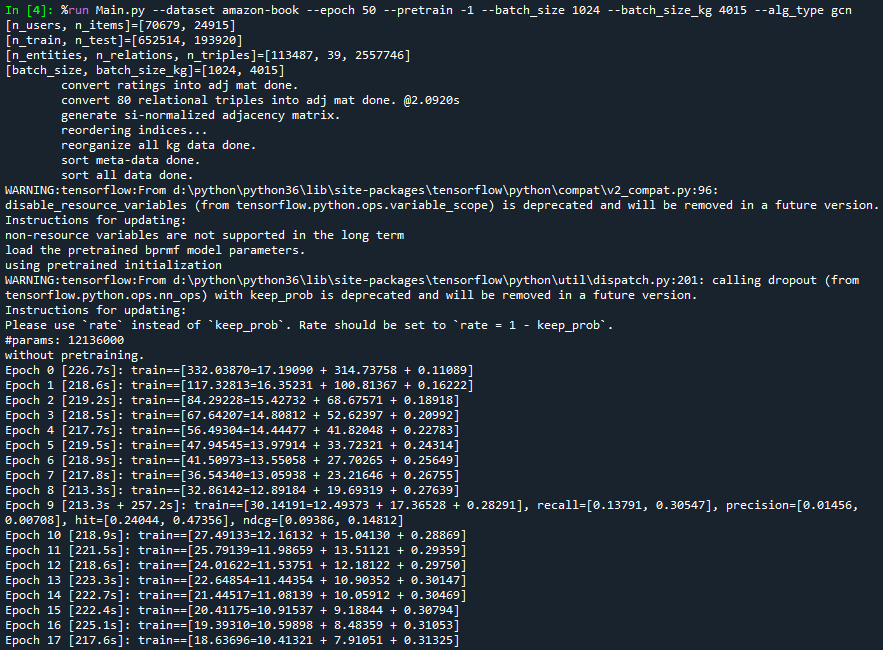 In [4]: %run Main.py --dataset amazon-book --epoch 50 --pretrain -1 --batch_size 1024 --batch_size_kg 4015 --alg_type gcn
[n_users, n_items]=[70679, 24915]
[n_train, n_test]=[652514, 193920]
[n_entities, n_relations, n_triples]=[113487, 39, 2557746]
[batch_size, batch_size_kg]=[1024, 4015]
convert ratings into adj mat done.
convert 80 relational triples into adj mat done. @2.0920s
generate si-normalized adjacency matrix.
reordering indices...
reorganize all kg data done.
sort meta-data done.
sort all data done.
WARNING:tensorflow:From d:\python\python36\lib\site-packages\tensorflow\python\compat\v2_compat.py:96:
disable_resource_variables (from tensorflow.python.ops.variable_scope) is deprecated and will be removed in a future version.
Instructions for updating:
non-resource variables are not supported in the long term
load the pretrained bprmf model parameters.
using pretrained initialization
WARNING:tensorflow:From d:\python\python36\lib\site-packages\tensorflow\python\util\dispatch.py:201: calling dropout (from
tensorflow.python.ops.nn_ops) with keep_prob is deprecated and will be removed in a future version.
Instructions for updating:
Please use `rate` instead of `keep_prob`. Rate should be set to `rate = 1 - keep_prob`.
#params: 12136000
without pretraining.
Epoch 0 [226.7s]: train==[332.03870=17.19090 + 314.73758 + 0.11089]
Epoch 1 [218.6s]: train==[117.32813=16.35231 + 100.81367 + 0.16222]
Epoch 2 [219.2s]: train==[84.29228=15.42732 + 68.67571 + 0.18918]
Epoch 3 [218.5s]: train==[67.64207=14.80812 + 52.62397 + 0.20992]
Epoch 4 [217.7s]: train==[56.49304=14.44477 + 41.82048 + 0.22783]
Epoch 5 [219.5s]: train==[47.94545=13.97914 + 33.72321 + 0.24314]
Epoch 6 [218.9s]: train==[41.50973=13.55058 + 27.70265 + 0.25649]
Epoch 7 [217.8s]: train==[36.54340=13.05938 + 23.21646 + 0.26755]
Epoch 8 [213.3s]: train==[32.86142=12.89184 + 19.69319 + 0.27639]
Epoch 9 [213.3s + 257.2s]: train==[30.14191=12.49373 + 17.36528 + 0.28291], recall=[0.13791, 0.30547], precision=[0.01456,
0.00708], hit=[0.24044, 0.47356], ndcg=[0.09386, 0.14812]
Epoch 10 [218.9s]: train==[27.49133=12.16132 + 15.04130 + 0.28869]
Epoch 11 [221.5s]: train==[25.79139=11.98659 + 13.51121 + 0.29359]
Epoch 12 [218.6s]: train==[24.01622=11.53751 + 12.18122 + 0.29750]
Epoch 13 [223.3s]: train==[22.64854=11.44354 + 10.90352 + 0.30147]
Epoch 14 [222.7s]: train==[21.44517=11.08139 + 10.05912 + 0.30469]
Epoch 15 [222.4s]: train==[20.41175=10.91537 + 9.18844 + 0.30794]
Epoch 16 [225.1s]: train==[19.39310=10.59898 + 8.48359 + 0.31053]
Epoch 17 [217.6s]: train==[18.63696=10.41321 + 7.91051 + 0.31325]